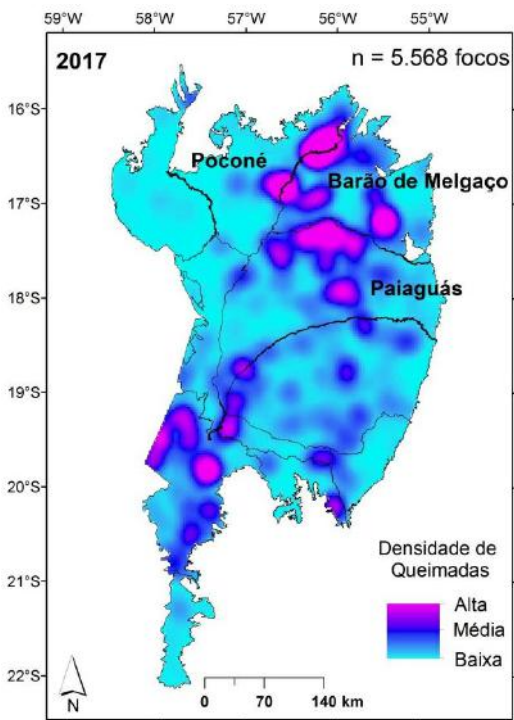 59°W 58°W 57°W 56°W 55°W
2017
n = 5.568 focos
16°S
Poconé
Barão de Melgaço
17°S
Paiaguás
18°S
19°S
20°S
21°S
22°S
Densidade de
Queimadas
Alta
Média
Baixa
N
0 70 140 km